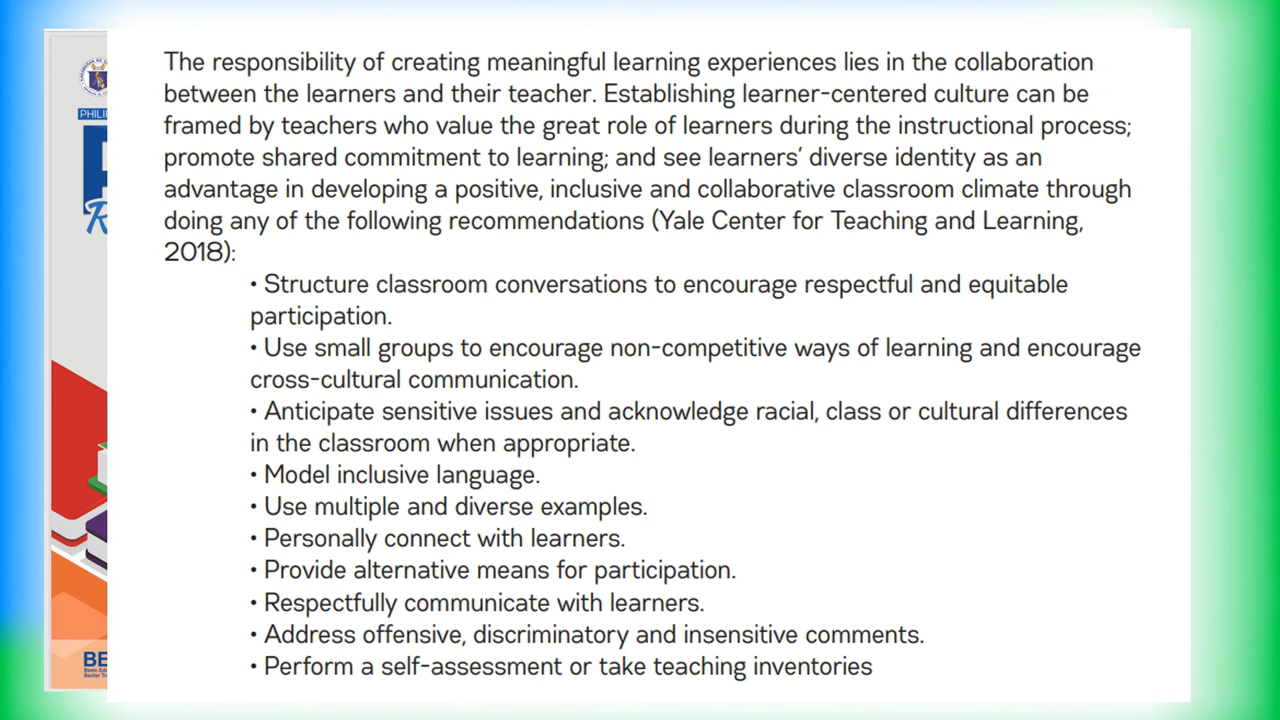 The responsibility of creating meaningful learning experiences lies in the collaboration
between the learners and their teacher. Establishing learner-centered culture can be
framed by teachers who value the great role of learners during the instructional process;
promote shared commitment to learning; and see learners' diverse identity as an
advantage in developing a positive, inclusive and collaborative classroom climate through
doing any of the following recommendations (Yale Center for Teaching and Learning,
2018):
• Structure classroom conversations to encourage respectful and equitable
participation.
• Use small groups to encourage non-competitive ways of learning and encourage
cross-cultural communication.
• Anticipate sensitive issues and acknowledge racial, class or cultural differences
in the classroom when appropriate.
• Model inclusive language.
• Use multiple and diverse examples.
• Personally connect with learners.
• Provide alternative means for participation.
• Respectfully communicate with learners.
• Address offensive, discriminatory and insensitive comments.
• Perform a self-assessment or take teaching inventories